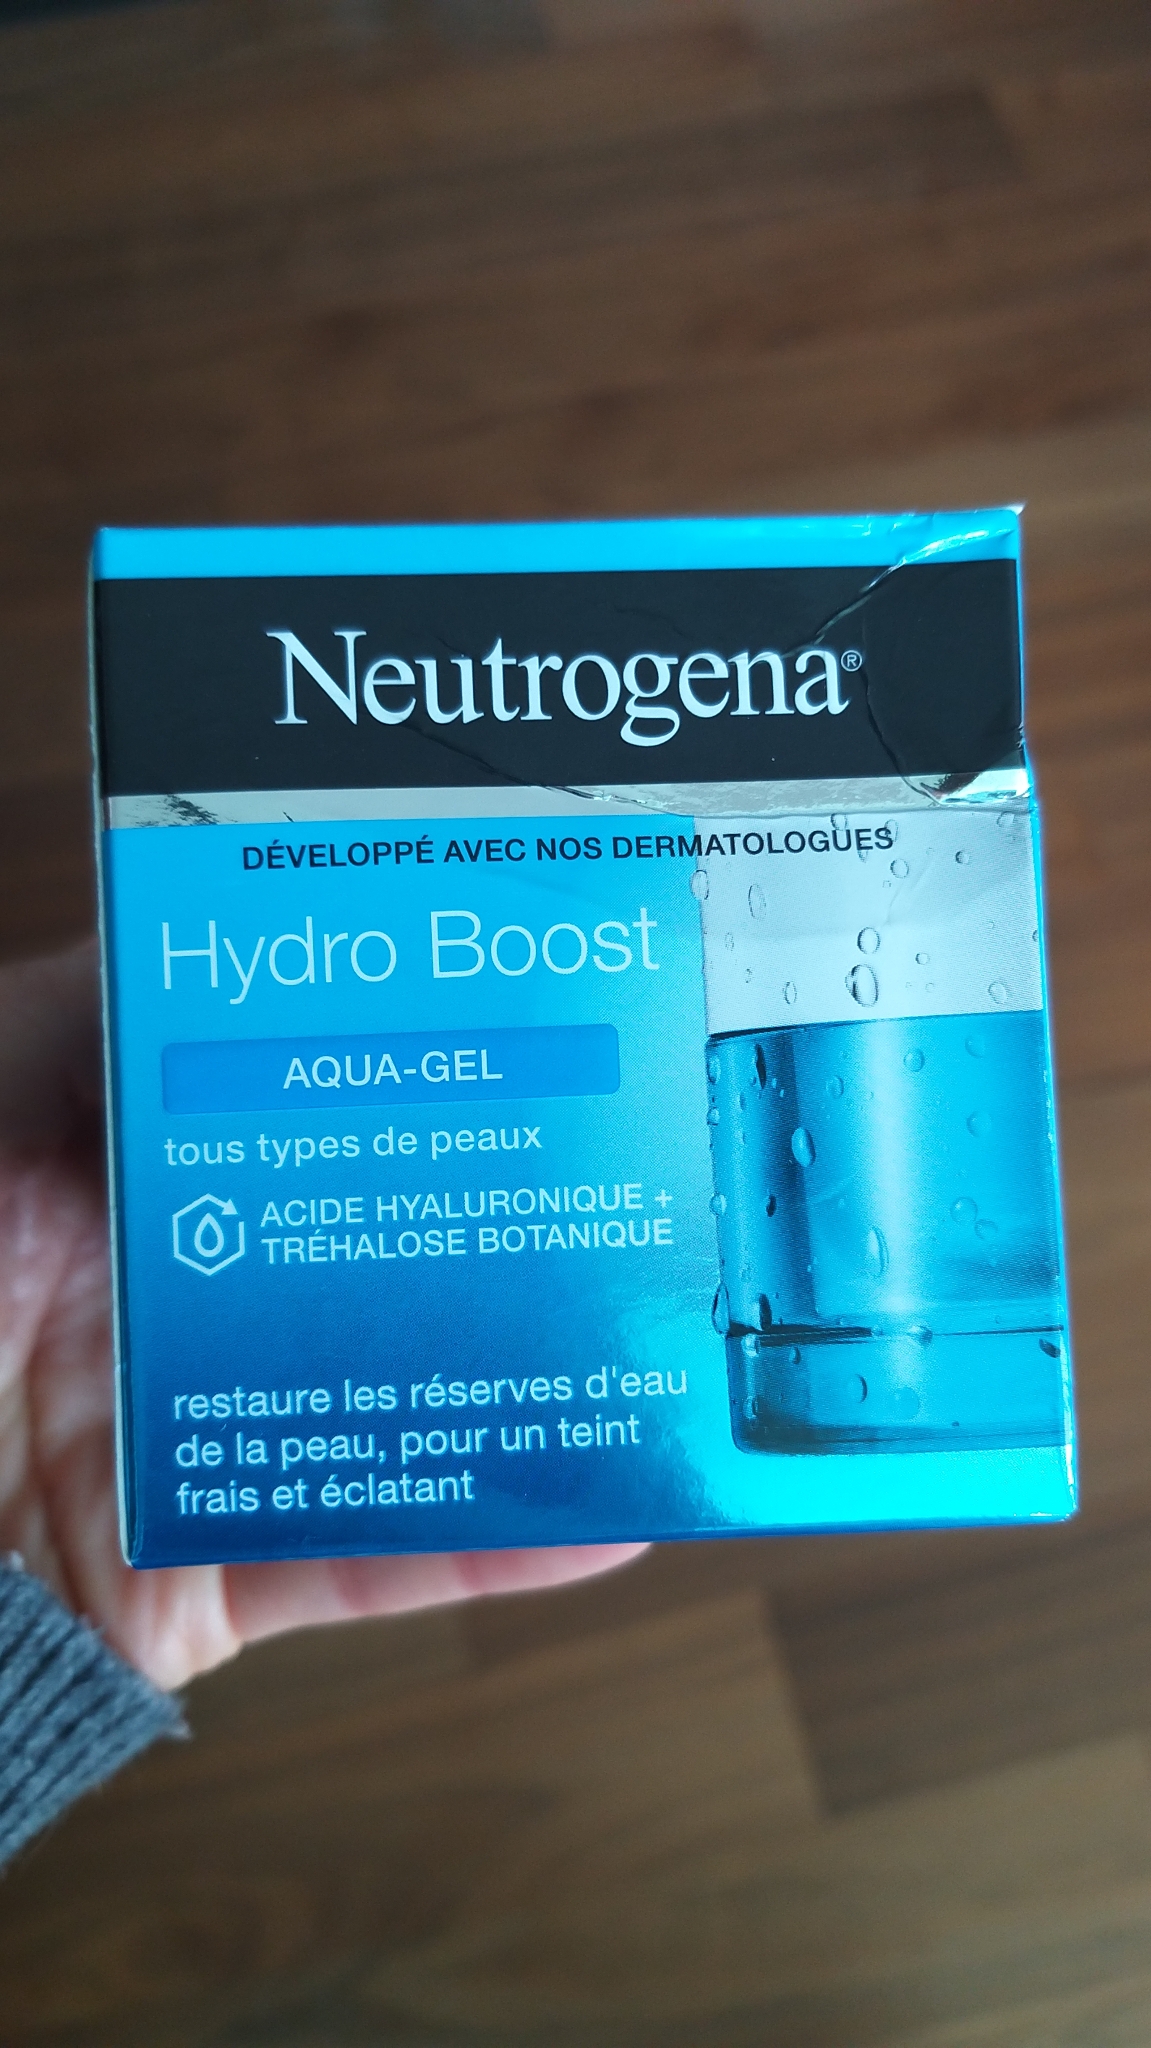 Neutrogena®
DÉVELOPPÉ AVEC NOS DERMATOLOGUES
Hydro Boost
AQUA-GEL
tous types de peaux
ACIDE HYALURONIQUE +
TRÉHALOSE BOTANIQUE
restaure les réserves d'eau
de la peau, pour un teint
frais et éclatant